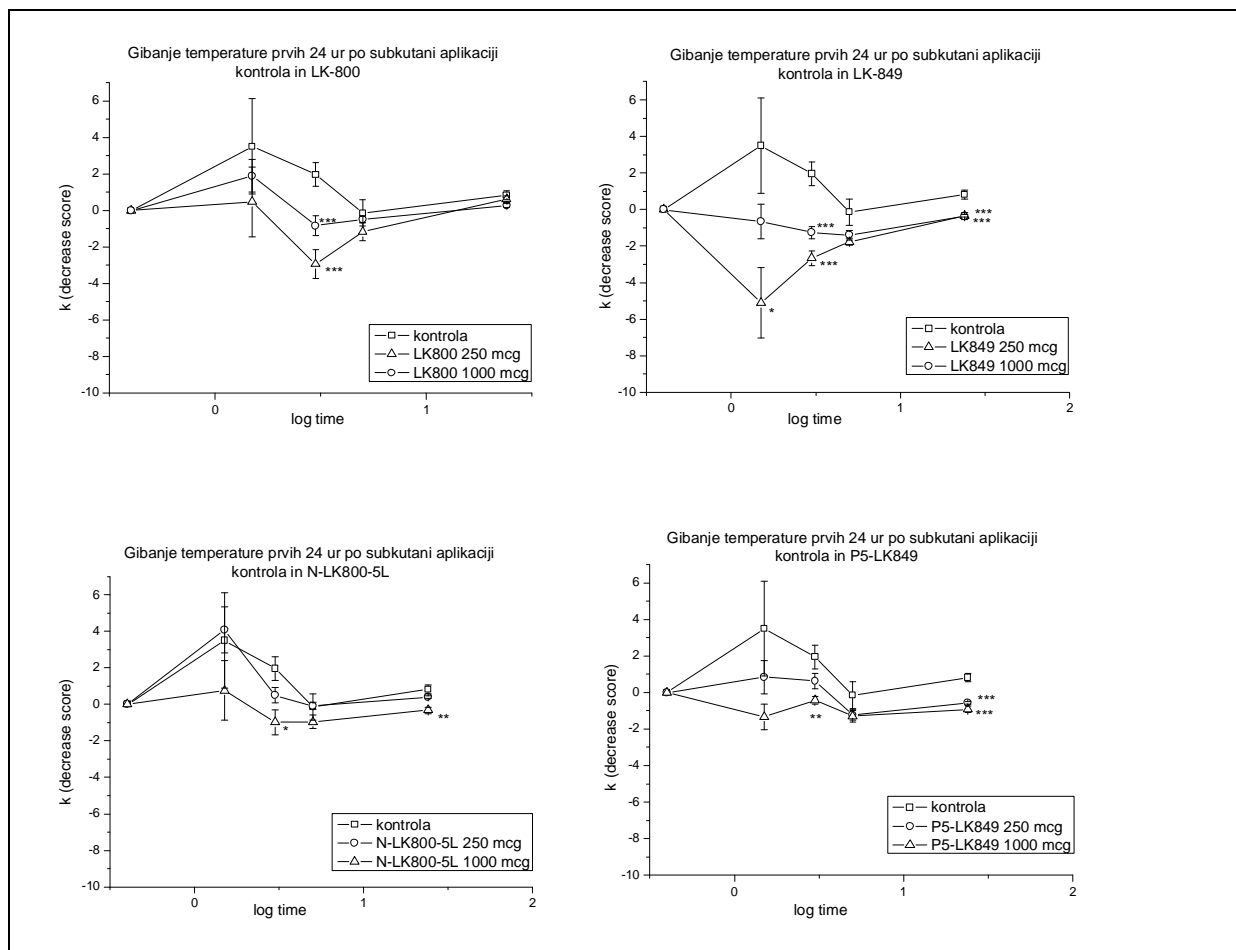 Gibanje temperature prvih 24 ur po subkutani aplikaciji
kontrola in LK-800
6
4
2
0
-2
-4
-6
-8
-10
k (decrease score)
***
***
kontrola
LK800 250 mcg
LK800 1000 mcg
0
1
log time
Gibanje temperature prvih 24 ur po subkutani aplikaciji
kontrola in LK-849
6
4
2
0
-2
-4
-6
-8
-10
k (decrease score)
***
***
***
***
*
kontrola
LK849 250 mcg
LK849 1000 mcg
0
1
2
log time
Gibanje temperature prvih 24 ur po subkutani aplikaciji
kontrola in N-LK800-5L
6
4
2
0
-2
-4
-6
-8
-10
k (decrease score)
**
*
kontrola
N-LK800-5L 250 mcg
N-LK800-5L 1000 mcg
0
1
2
log time
Gibanje temperature prvih 24 ur po subkutani aplikaciji
kontrola in P5-LK849
6
4
2
0
-2
-4
-6
-8
-10
k (decrease score)
***
***
**
kontrola
P5-LK849 250 mcg
P5-LK849 1000 mcg
0
1
2
log time